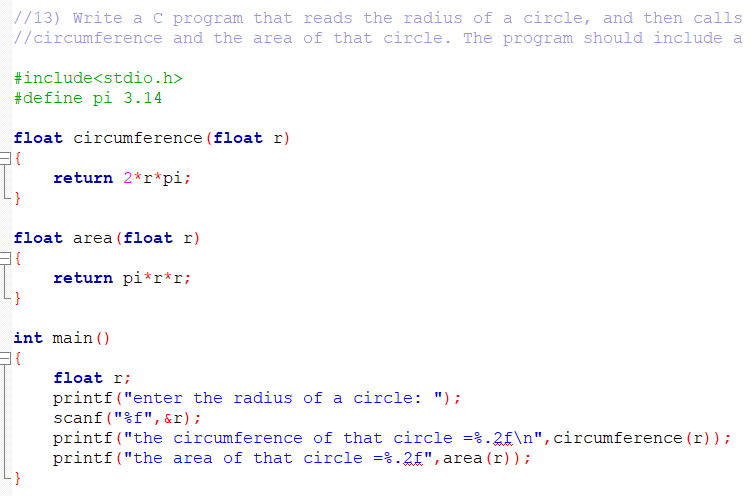 //13) Write a C program that reads the radius of a circle, and then calls
//circumference and the area of that circle. The program should include a
#include<stdio.h>
#define pi 3.14
float circumference(float r)
{
return 2*r*pi;
}
float area(float r)
{
return pi*r*r;
}
int main()
{
float r;
printf("enter the radius of a circle: ");
scanf("%f",&r);
printf("the circumference of that circle =%.2f\n",circumference(r));
printf("the area of that circle =%.2f",area(r));
}